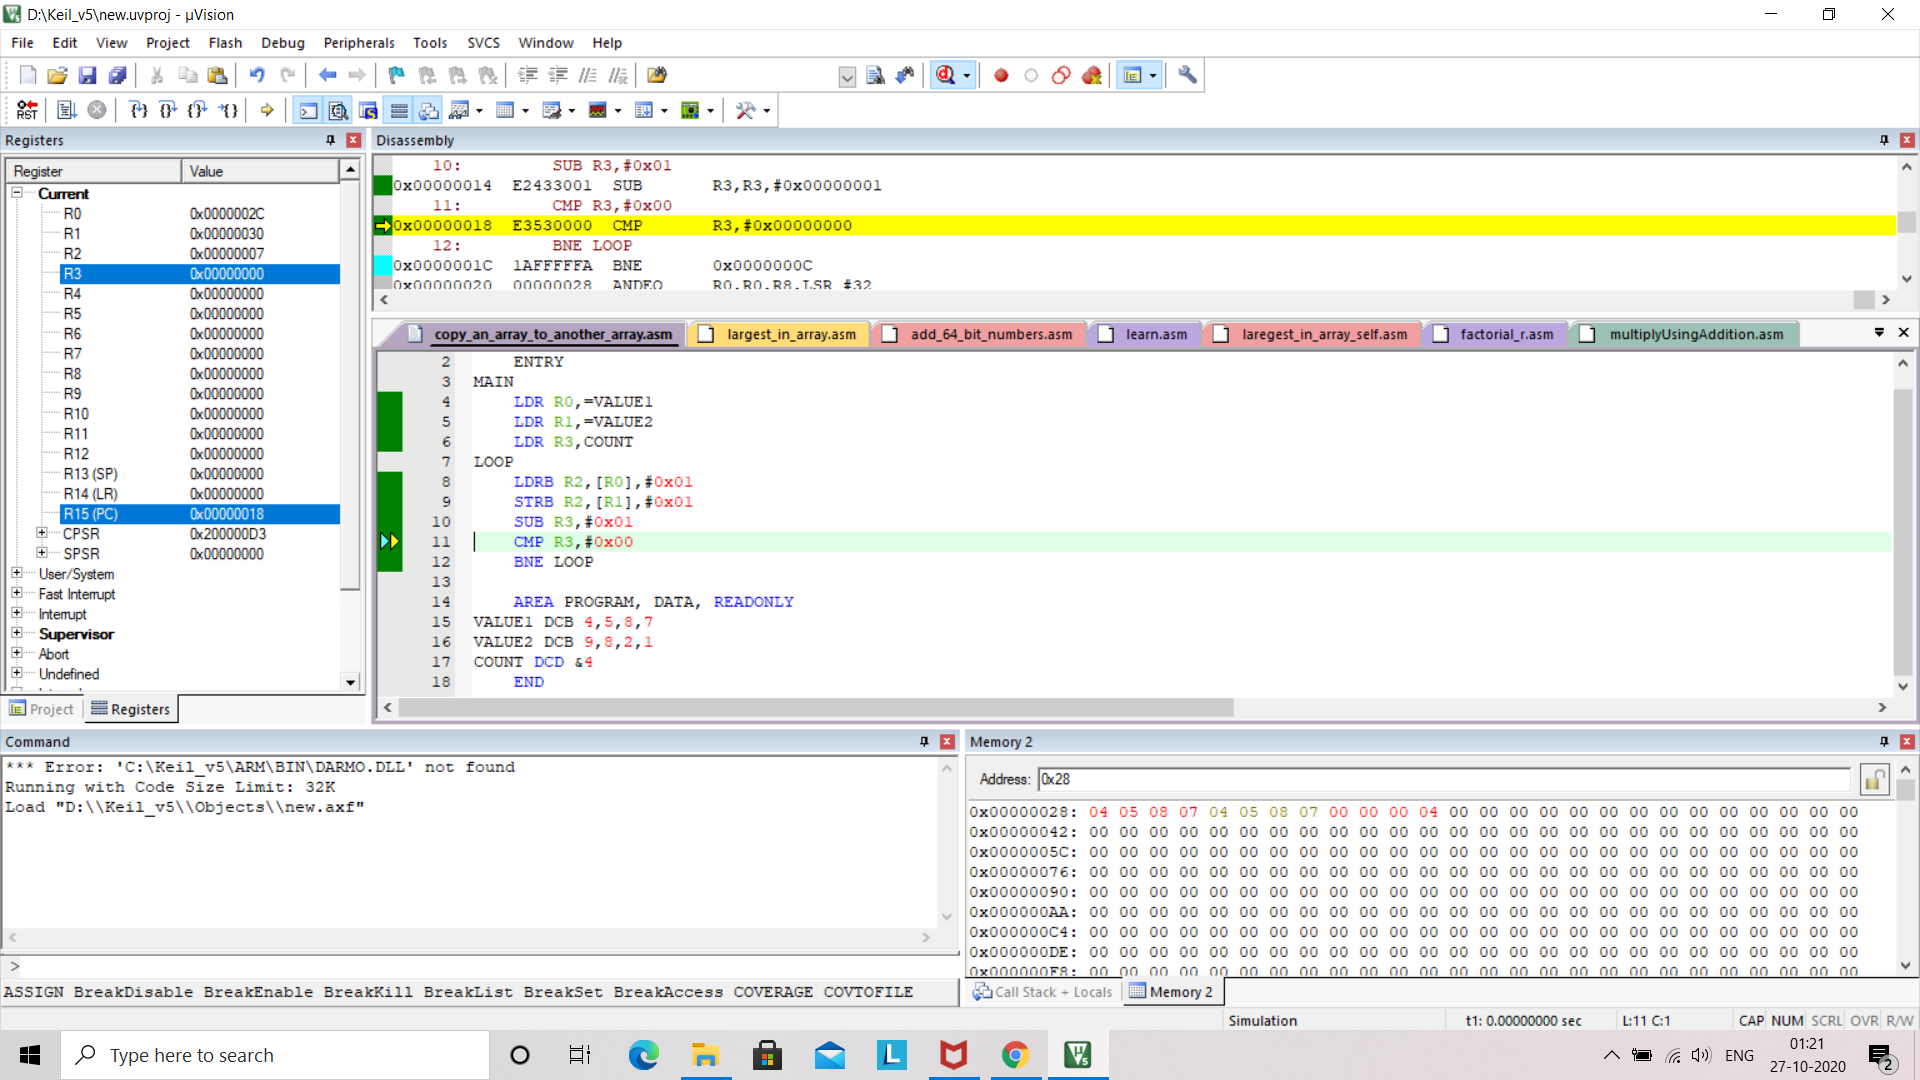 D:\Keil_v5\new.uvproj - µVision
File Edit View Project Flash Debug Peripherals Tools SVCS Window Help
Registers
Register Value
Current
R0 0x0000002C
R1 0x00000030
R2 0x00000007
R3 0x00000000
R4 0x00000000
R5 0x00000000
R6 0x00000000
R7 0x00000000
R8 0x00000000
R9 0x00000000
R10 0x00000000
R11 0x00000000
R12 0x00000000
R13 (SP) 0x00000000
R14 (LR) 0x00000000
R15 (PC) 0x00000018
CPSR 0x200000D3
SPSR 0x00000000
User/System
Fast Interrupt
Interrupt
Supervisor
Abort
Undefined
Project Registers
Disassembly
10: SUB R3,#0x01
0x00000014 E2433001 SUB R3,R3,#0x00000001
11: CMP R3,#0x00
0x00000018 E3530000 CMP R3,#0x00000000
12: BNE LOOP
0x0000001C 1AFFFFFA BNE 0x0000000C
0x00000020 00000028 ANDEQ R0,R0,R8,LSR #32
copy_an_array_to_another_array.asm largest_in_array.asm add_64_bit_numbers.asm learn.asm laregest_in_array_self.asm factorial_r.asm multiplyUsingAddition.asm
2 ENTRY
3 MAIN
4 LDR R0,=VALUE1
5 LDR R1,=VALUE2
6 LDR R3,COUNT
7 LOOP
8 LDRB R2,[R0],#0x01
9 STRB R2,[R1],#0x01
10 SUB R3,#0x01
11 CMP R3,#0x00
12 BNE LOOP
13
14 AREA PROGRAM, DATA, READONLY
15 VALUE1 DCB 4,5,8,7
16 VALUE2 DCB 9,8,2,1
17 COUNT DCD &4
18 END
Command
*** Error: 'C:\Keil_v5\ARM\BIN\DARMO.DLL' not found
Running with Code Size Limit: 32K
Load "D:\\Keil_v5\\Objects\\new.axf"
>
ASSIGN BreakDisable BreakEnable BreakKill BreakList BreakSet BreakAccess COVERAGE COVTOFILE
Memory 2
Address: 0x28
0x00000028: 04 05 08 07 04 05 08 07 00 00 00 04 00 00 00 00 00 00 00 00 00 00 00 00 00 00
0x00000042: 00 00 00 00 00 00 00 00 00 00 00 00 00 00 00 00 00 00 00 00 00 00 00 00 00 00
0x0000005C: 00 00 00 00 00 00 00 00 00 00 00 00 00 00 00 00 00 00 00 00 00 00 00 00 00 00
0x00000076: 00 00 00 00 00 00 00 00 00 00 00 00 00 00 00 00 00 00 00 00 00 00 00 00 00 00
0x00000090: 00 00 00 00 00 00 00 00 00 00 00 00 00 00 00 00 00 00 00 00 00 00 00 00 00 00
0x000000AA: 00 00 00 00 00 00 00 00 00 00 00 00 00 00 00 00 00 00 00 00 00 00 00 00 00 00
0x000000C4: 00 00 00 00 00 00 00 00 00 00 00 00 00 00 00 00 00 00 00 00 00 00 00 00 00 00
0x000000DE: 00 00 00 00 00 00 00 00 00 00 00 00 00 00 00 00 00 00 00 00 00 00 00 00 00 00
0x000000F8: 00 00 00 00 00 00 00 00 00 00 00 00 00 00 00 00 00 00 00 00 00 00 00 00 00 00
Call Stack + Locals Memory 2
Simulation t1: 0.00000000 sec L:11 C:1 CAP NUM SCRL OVR R/W
Type here to search
ENG
01:21
27-10-2020
2